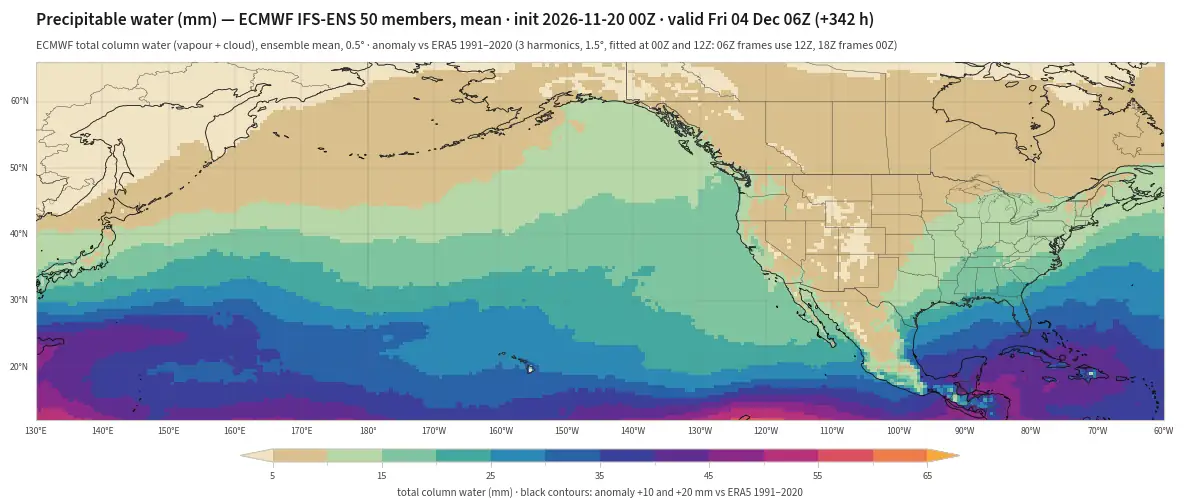 Precipitable water (mm) — ECMWF IFS-ENS 50 members, mean · init 2026-11-20 00Z · valid Fri 04 Dec 06Z (+342 h)
ECMWF total column water (vapour + cloud), ensemble mean, 0.5° · anomaly vs ERA5 1991–2020 (3 harmonics, 1.5°, fitted at 00Z and 12Z: 06Z frames use 12Z, 18Z frames 00Z)
60°N
50°N
40°N
30°N
20°N
130°E 140°E 150°E 160°E 170°E 180° 170°W 160°W 150°W 140°W 130°W 120°W 110°W 100°W 90°W 80°W 70°W 60°W
5 15 25 35 45 55 65
total column water (mm) · black contours: anomaly +10 and +20 mm vs ERA5 1991–2020